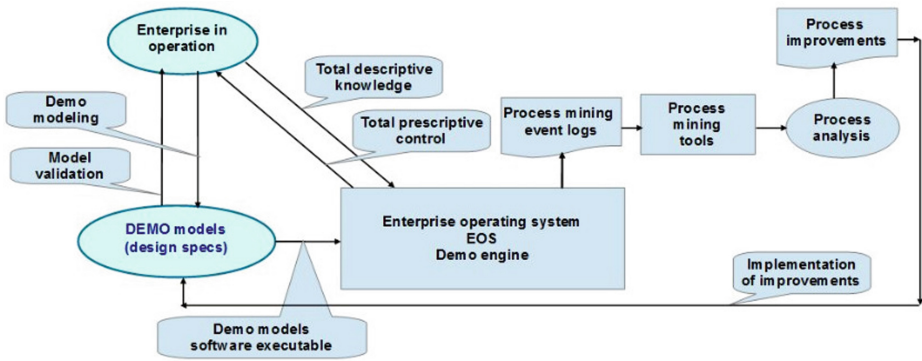 Enterprise in
operation
Process
improvements
Total descriptive
knowledge
Demo
modeling
Process mining
event logs
Process
mining
tools
Process
analysis
Total prescriptive
control
Model
validation
DEMO models
(design specs)
Enterprise operating system
EOS
Demo engine
Implementation
of improvements
Demo models
software executable